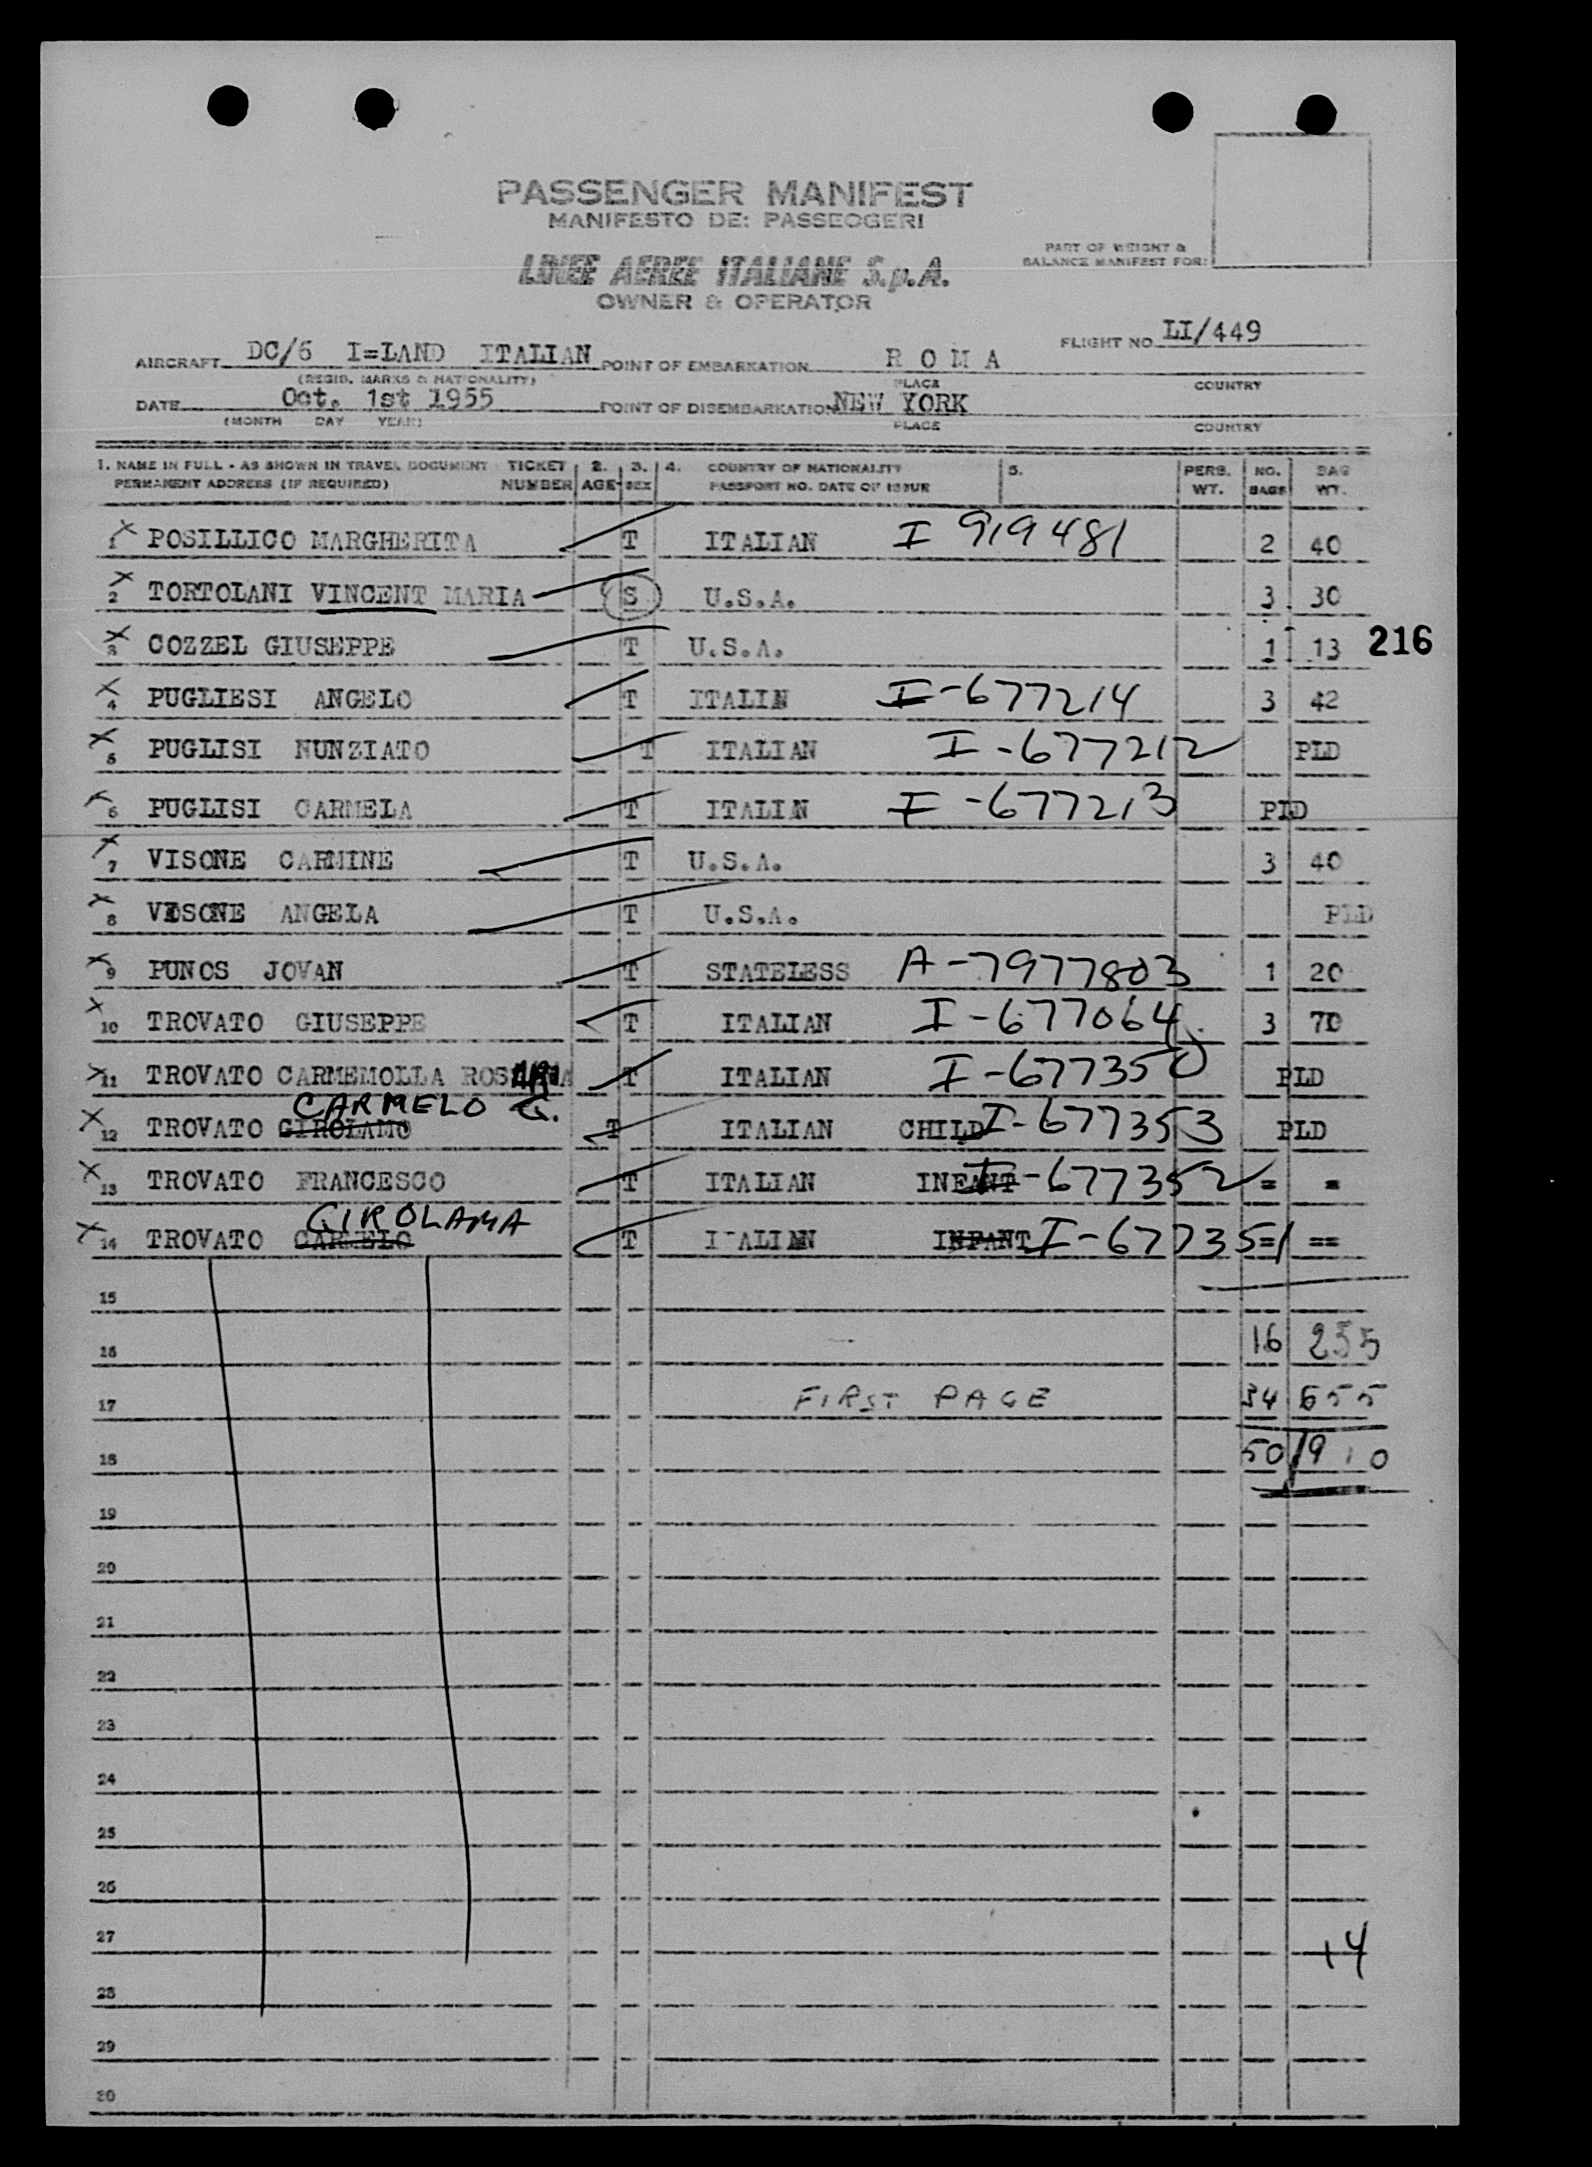 PASSENGER MANIFEST
MANIFESTO DE: PASSEGGERI
LINEE AEREE ITALIANE S.p.A.
OWNER & OPERATOR
PART OF WEIGHT &
BALANCE MANIFEST FOR:
FLIGHT NO. LI/449
AIRCRAFT DC/6 I=LAND ITALIAN POINT OF EMBARKATION R O M A
(REGIS. MARKS & NATIONALITY) PLACE COUNTRY
DATE Oct. 1st 1955 POINT OF DISEMBARKATION NEW YORK
(MONTH DAY YEAR) PLACE COUNTRY
1. NAME IN FULL - AS SHOWN IN TRAVEL DOCUMENT TICKET 2. 3. 4. COUNTRY OF NATIONALITY 5. PERS. NO. BAG
PERMANENT ADDRESS (IF REQUIRED) NUMBER AGE SEX PASSPORT NO. DATE OF ISSUE WT. BAGS WT.
1 POSILLICO MARGHERITA T ITALIAN I 919481 2 40
2 TORTOLANI VINCENT MARIA S U.S.A. 3 30
3 COZZEL GIUSEPPE T U.S.A. 1 13
216
4 PUGLIESI ANGELO T ITALIN I-677214 3 42
5 PUGLISI NUNZIATO T ITALIAN I-677212 PLD
6 PUGLISI CARMELA T ITALIN I-677213 PLD
7 VISONE CARMINE T U.S.A. 3 40
8 VISONE ANGELA T U.S.A. PLD
9 PUNOS JOVAN T STATELESS A-7977803 1 20
10 TROVATO GIUSEPPE T ITALIAN I-677064 3 70
11 TROVATO CARMEMOLLA ROSARIA T ITALIAN I-677350 PLD
CARMELO G.
12 TROVATO GIROLAMO T ITALIAN CHILD I-677353 PLD
13 TROVATO FRANCESCO T ITALIAN INFANT I-677352 = =
GIROLAMA
14 TROVATO CARMELO T ITALIAN INFANT I-677351 == ==
15
16 16 255
17 FIRST PAGE 34 655
18 50 910
19
20
21
22
23
24
25
26
27 14
28
29
30